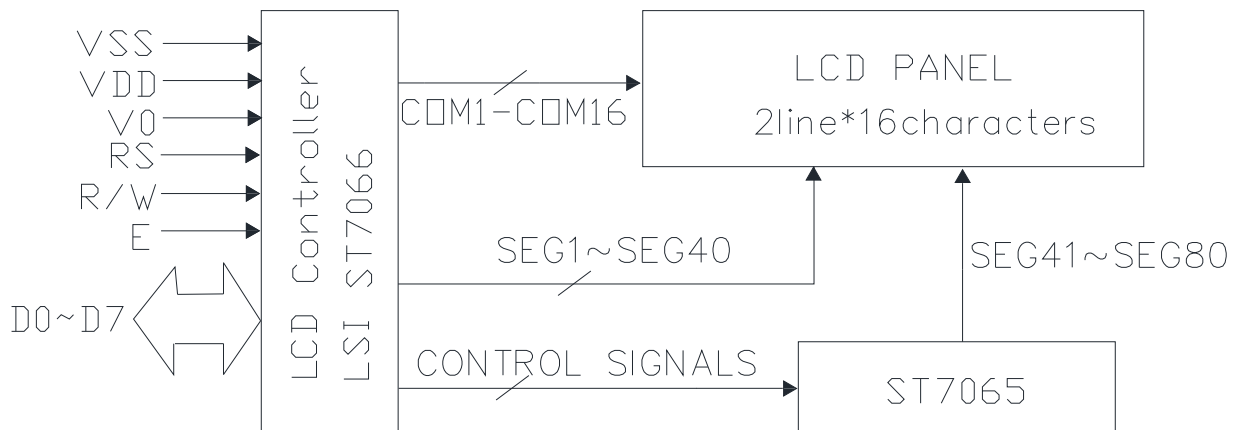 VSS
VDD
V0
RS
R/W
E
D0~D7
LCD Controller
LSI ST7066
COM1-COM16
LCD PANEL
2line*16characters
SEG1~SEG40
SEG41~SEG80
CONTROL SIGNALS
ST7065